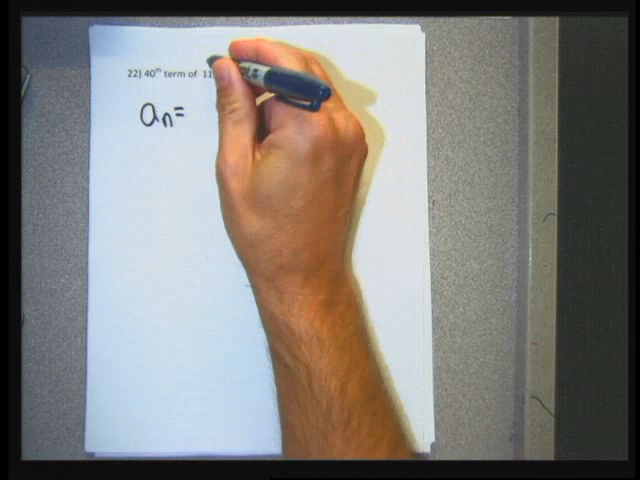 22) 40th term of 11
an=